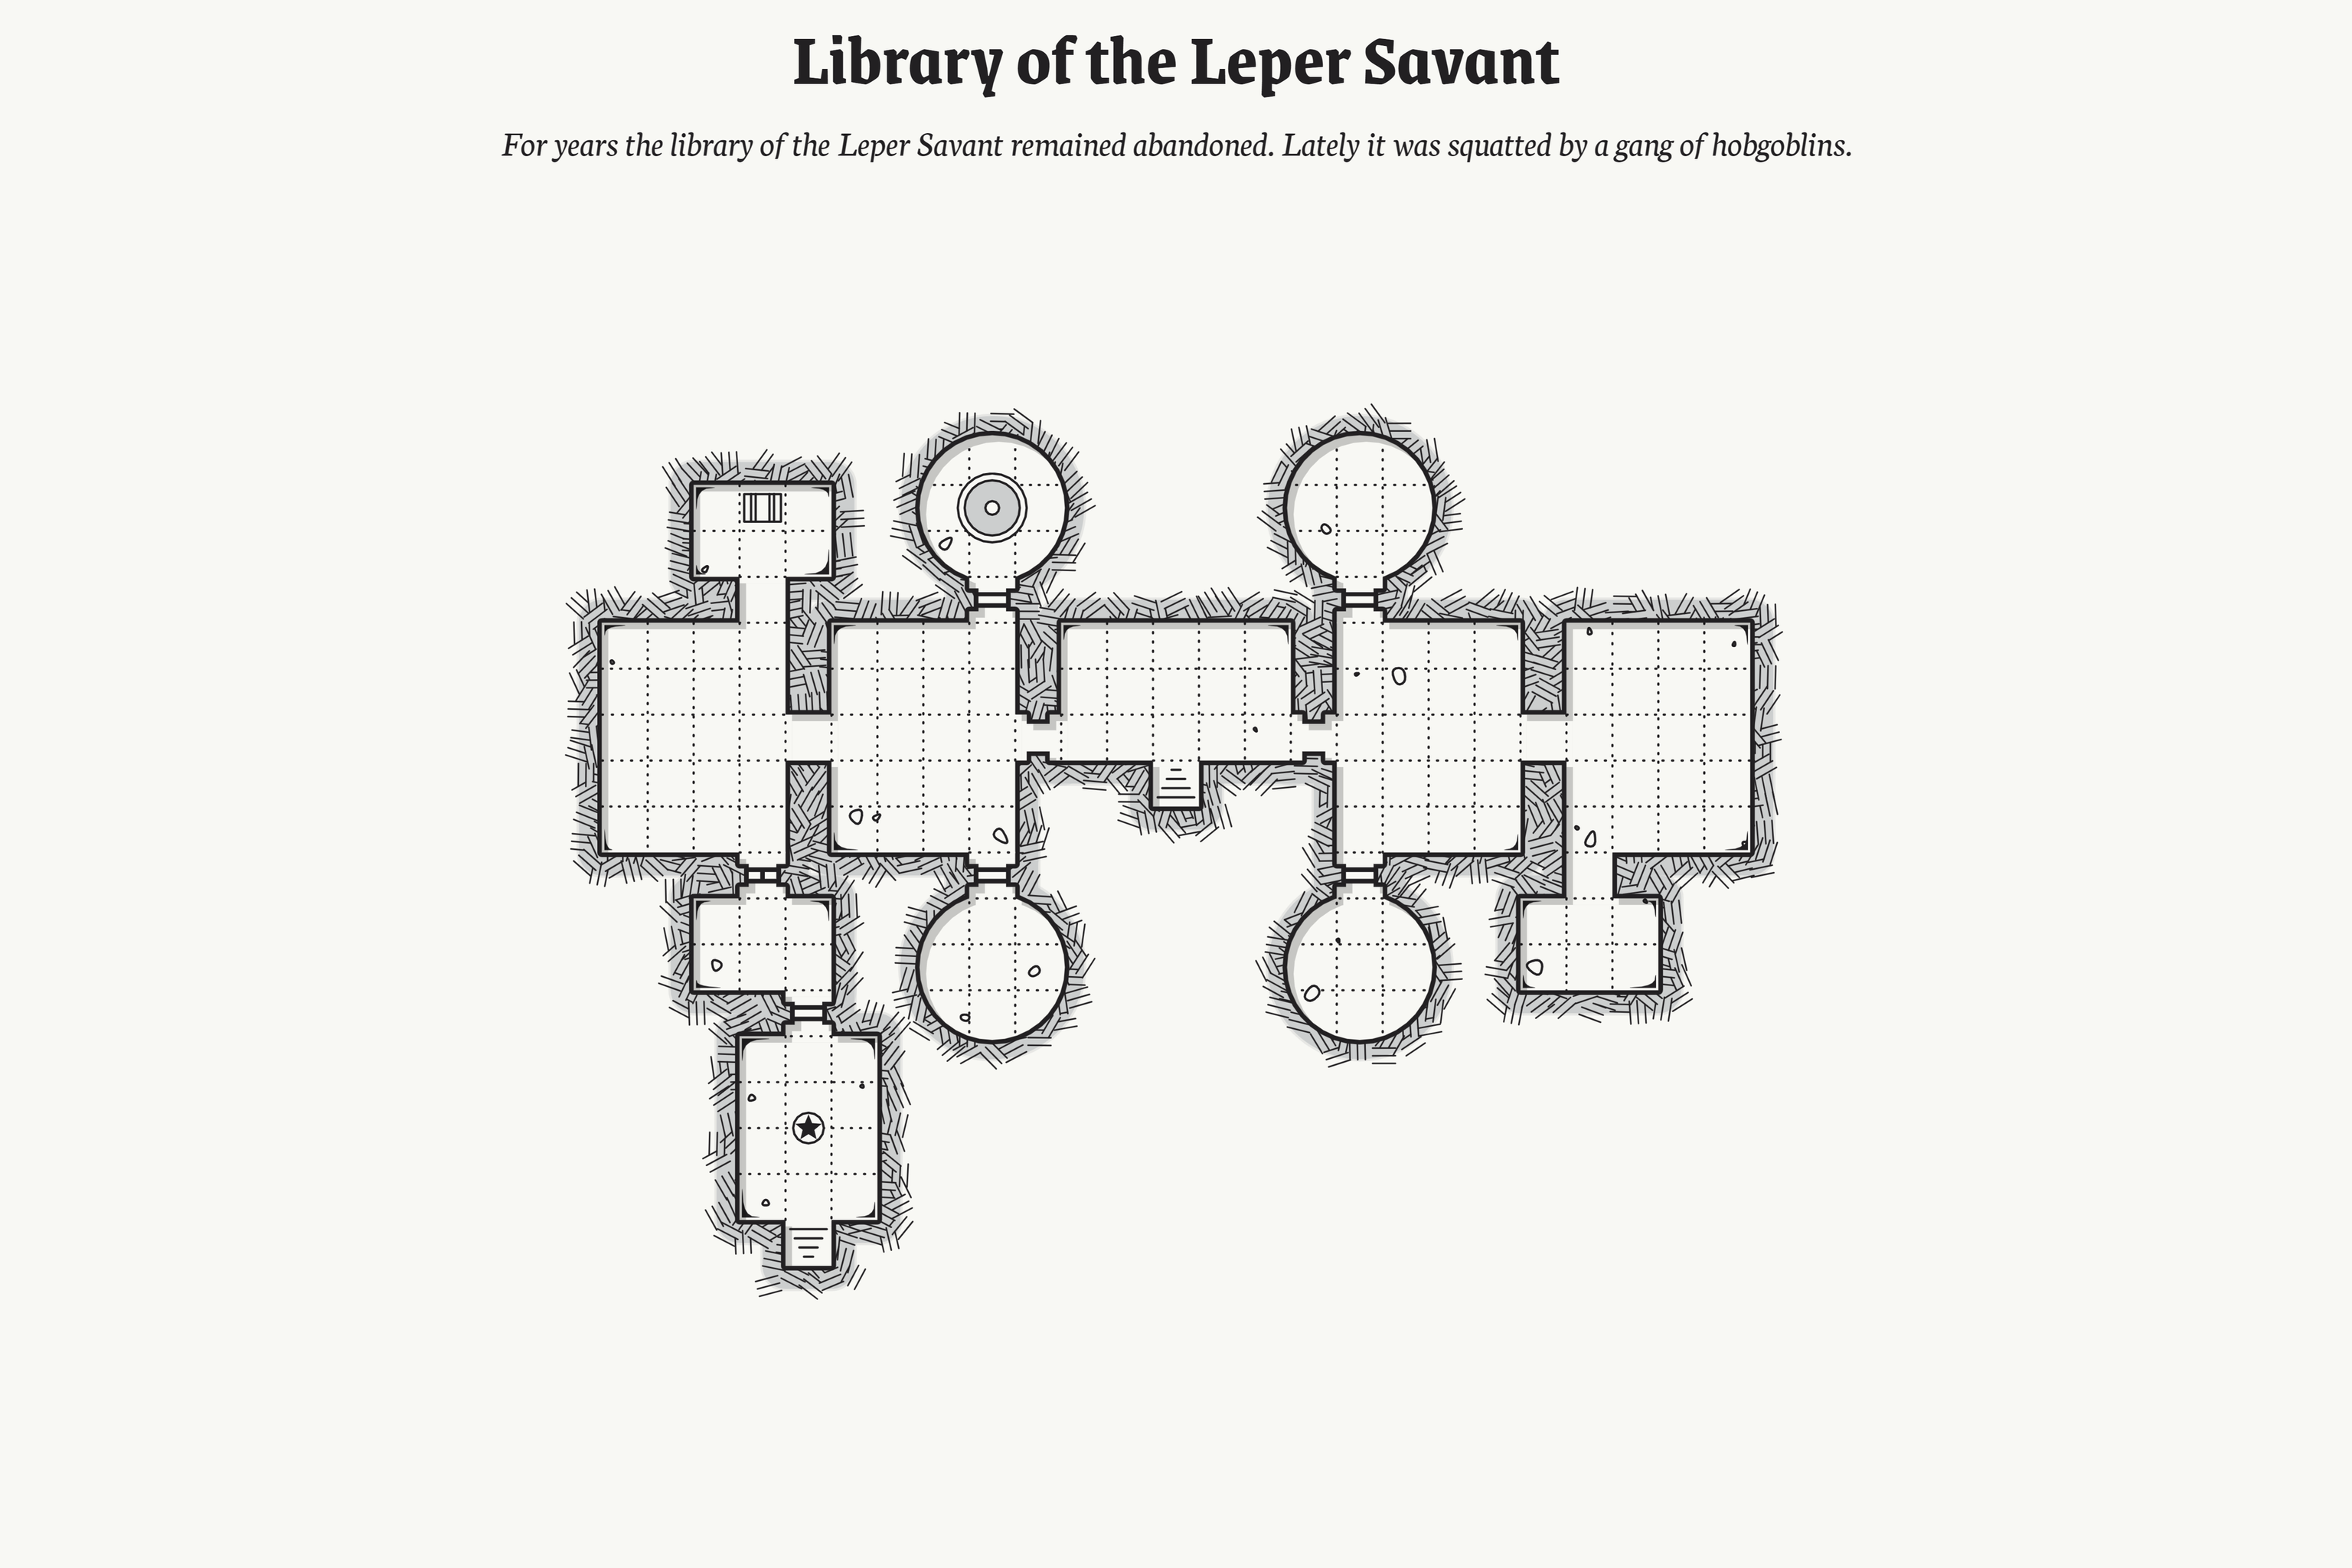 Library of the Leper Savant
For years the library of the Leper Savant remained abandoned. Lately it was squatted by a gang of hobgoblins.